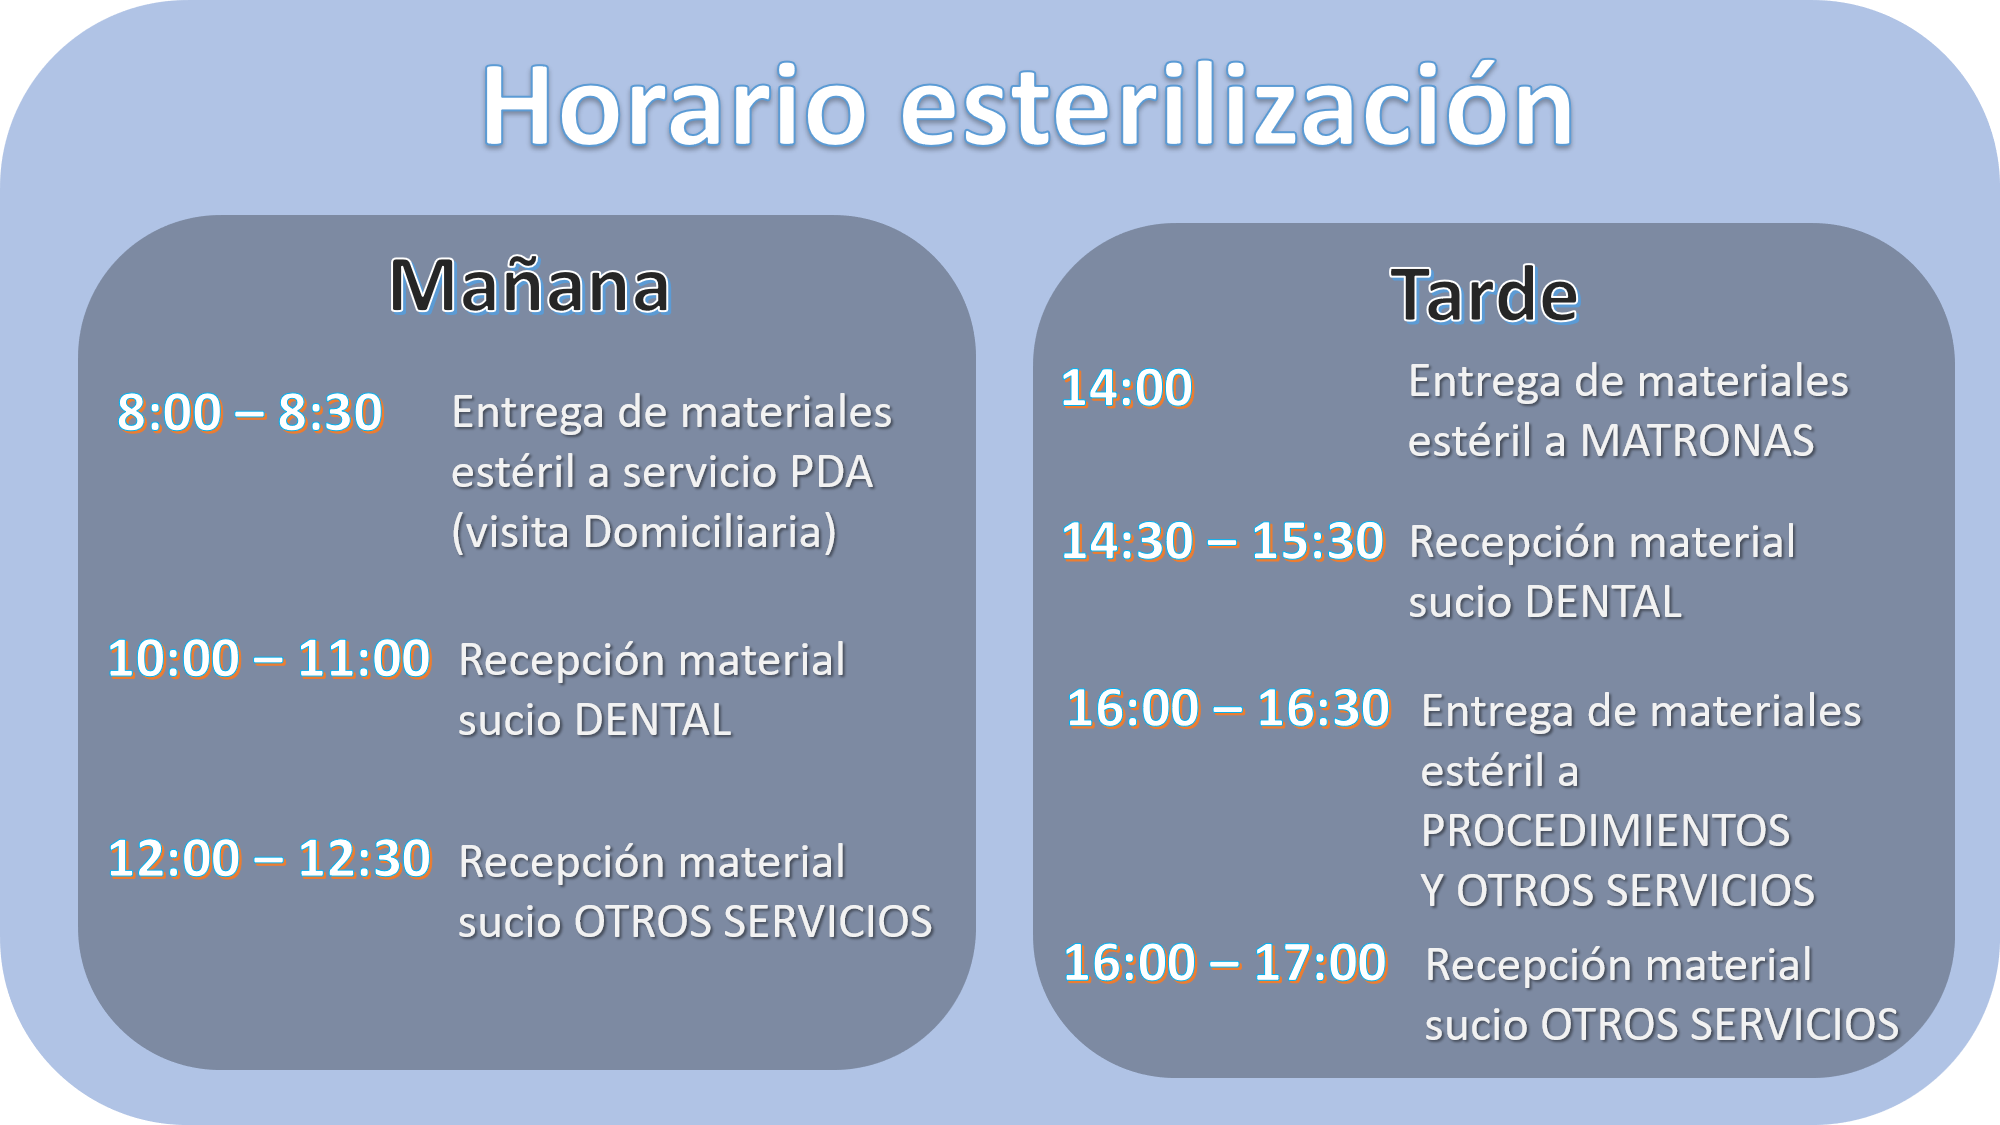 Horario esterilización
Mañana
8:00 – 8:30
Entrega de materiales
estéril a servicio PDA
(visita Domiciliaria)
10:00 – 11:00
Recepción material
sucio DENTAL
12:00 – 12:30
Recepción material
sucio OTROS SERVICIOS
Tarde
14:00
Entrega de materiales
estéril a MATRONAS
14:30 – 15:30
Recepción material
sucio DENTAL
16:00 – 16:30
Entrega de materiales
estéril a
PROCEDIMIENTOS
Y OTROS SERVICIOS
16:00 – 17:00
Recepción material
sucio OTROS SERVICIOS